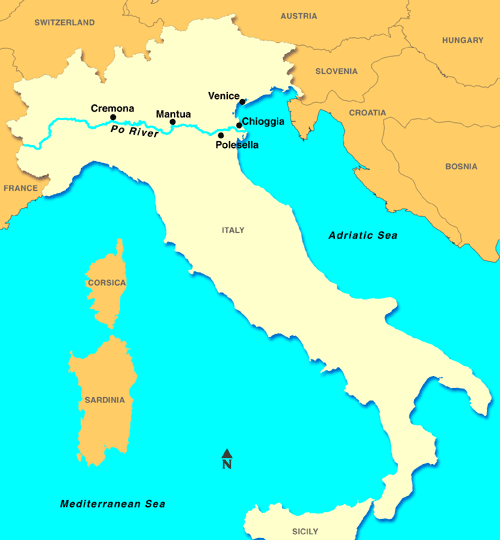 AUSTRIA
SWITZERLAND
HUNGARY
SLOVENIA
Venice
Cremona
Mantua
CROATIA
Chioggia
Po River
Polesella
BOSNIA
FRANCE
ITALY
Adriatic Sea
CORSICA
SARDINIA
N
Mediterranean Sea
SICILY